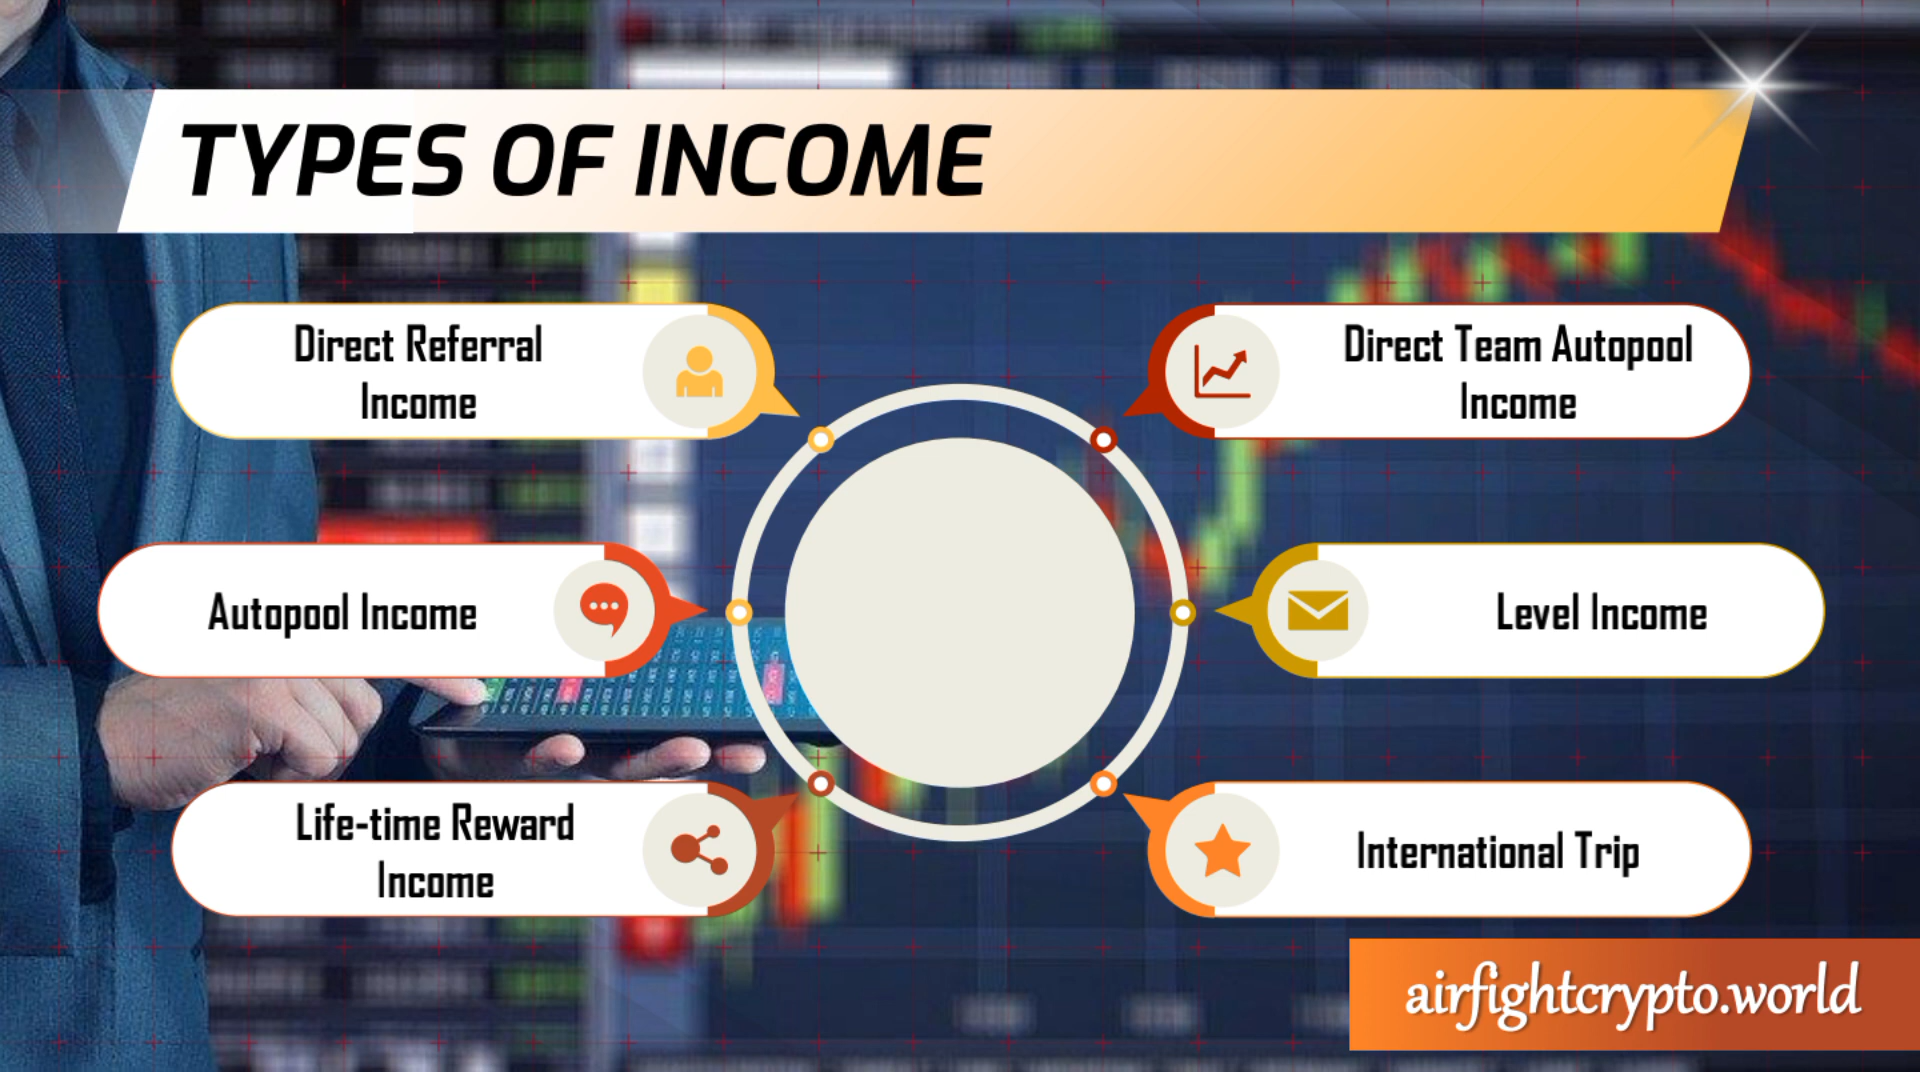 TYPES OF INCOME
Direct Referral
Income
Direct Team Autopool
Income
Autopool Income
Level Income
Life-time Reward
Income
International Trip
airfightcrypto.world